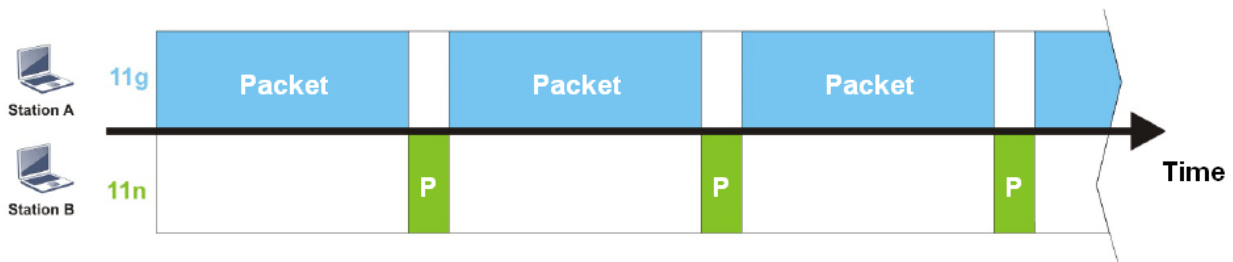 Station A
11g
Packet
Packet
Packet
Time
Station B
11n
P
P
P